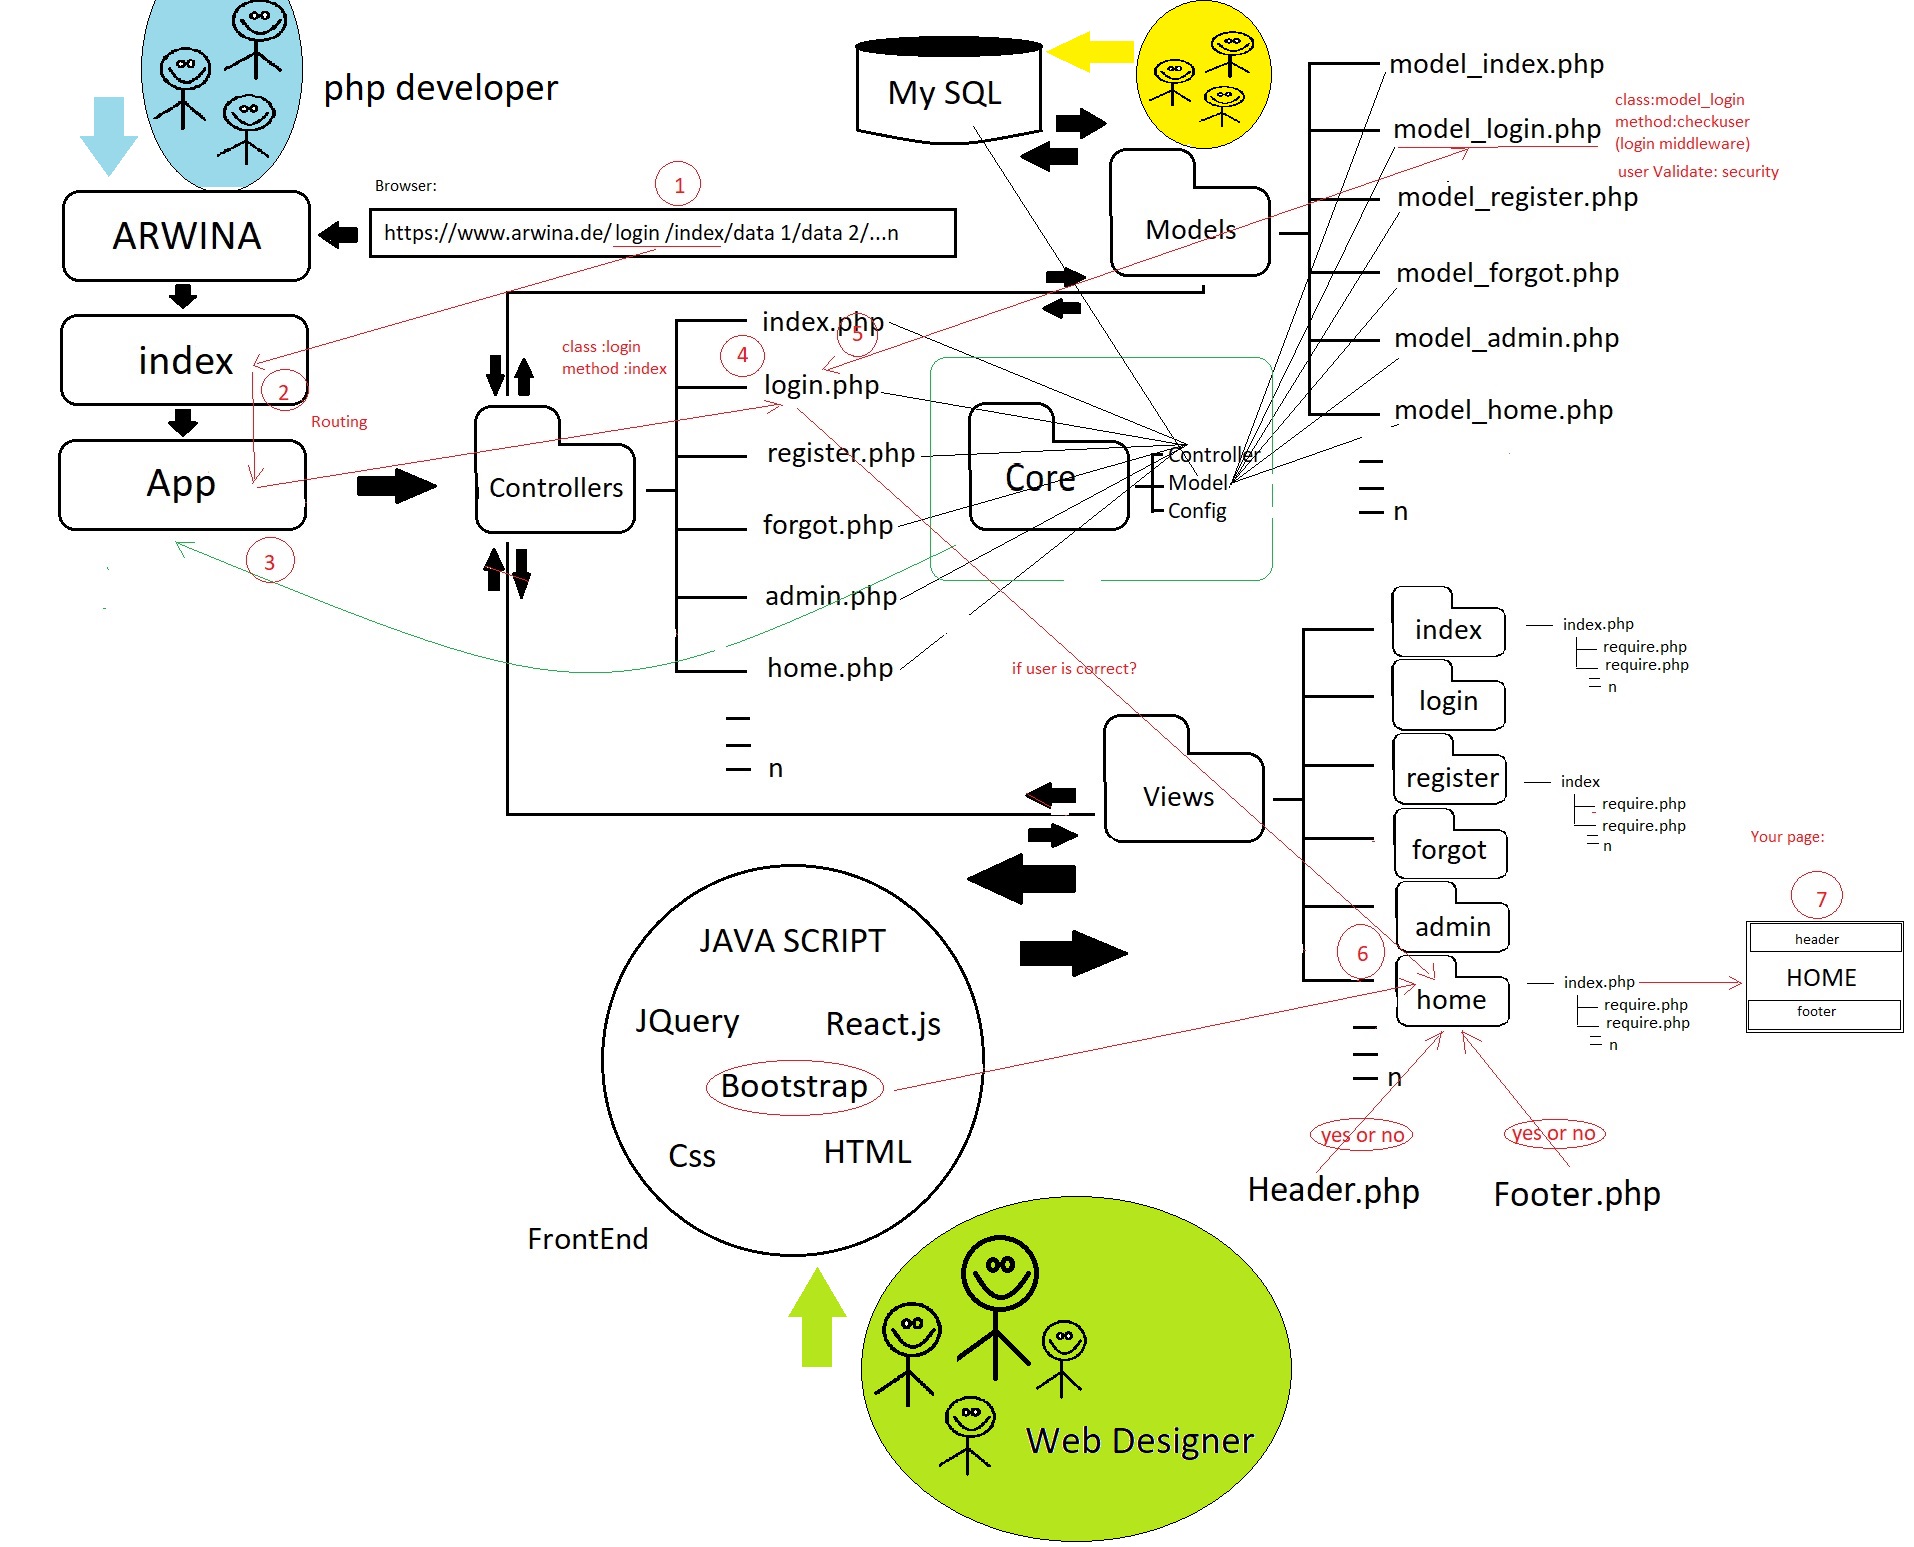 php developer
My SQL
Browser:
1
https://www.arwina.de/login /index/data 1/data 2/...n
ARWINA
index
2
Routing
App
3
class :login
method :index
Controllers
4
5
index.php
login.php
register.php
forgot.php
admin.php
home.php
n
Core
Controller
Model
Config
Models
model_index.php
model_login.php
class:model_login
method:checkuser
(login middleware)
user Validate: security
model_register.php
model_forgot.php
model_admin.php
model_home.php
n
if user is correct?
Views
index
index.php
require.php
require.php
n
login
register
index
require.php
require.php
n
forgot
admin
6
home
index.php
require.php
require.php
n
n
Your page:
7
header
HOME
footer
yes or no
yes or no
Header.php
Footer.php
JAVA SCRIPT
JQuery
React.js
Bootstrap
Css
HTML
FrontEnd
Web Designer